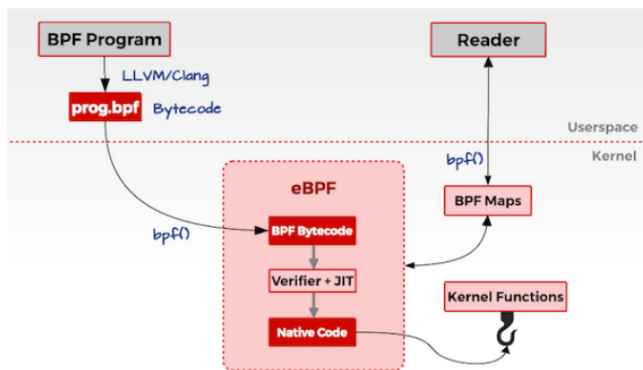 BPF Program
Reader
LLVM/Clang
prog.bpf
Bytecode
Userspace
Kernel
bpf()
eBPF
BPF Maps
BPF Bytecode
bpf()
Verifier + JIT
Kernel Functions
Native Code